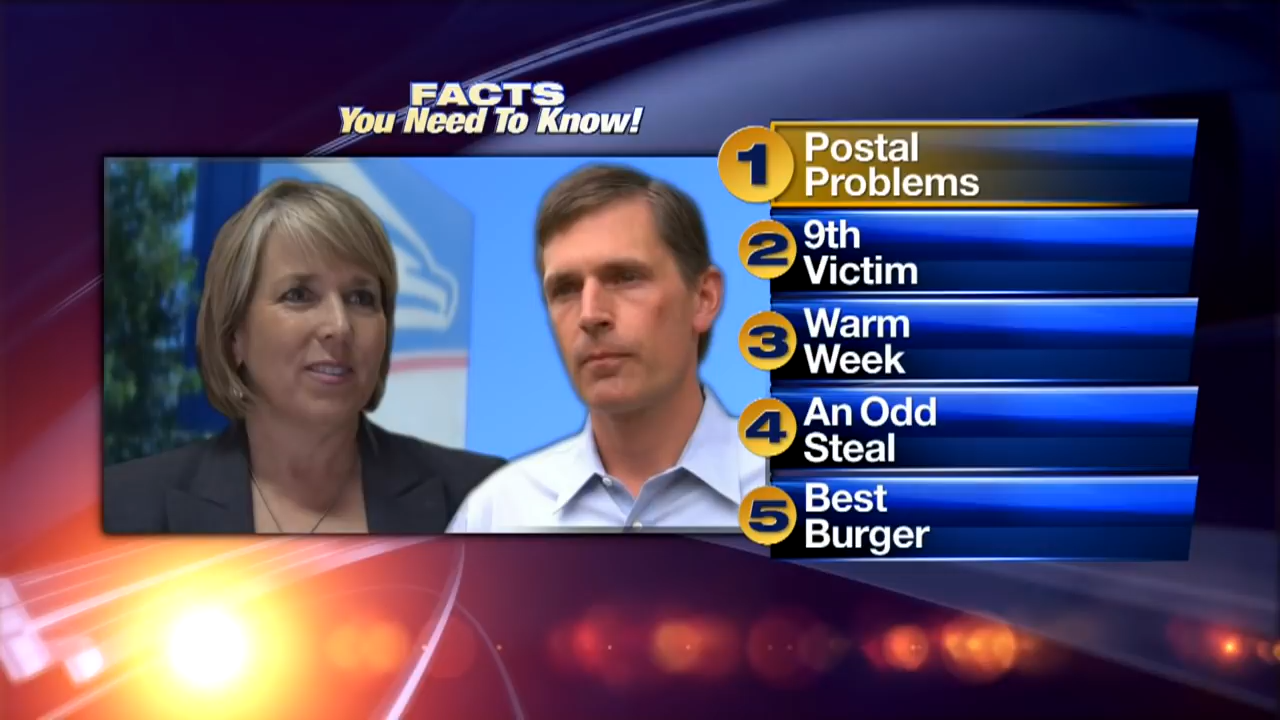 FACTS
You Need To Know!
1 Postal
Problems
2 9th
Victim
3 Warm
Week
4 An Odd
Steal
5 Best
Burger